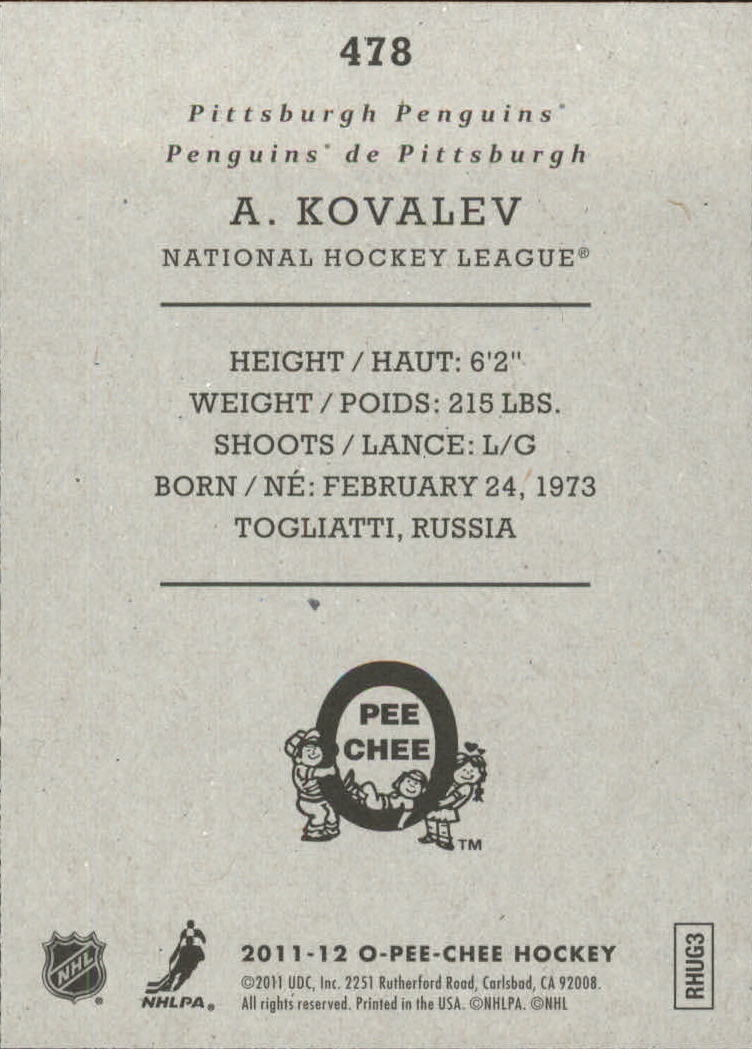 478
Pittsburgh Penguins®
Penguins® de Pittsburgh
A. KOVALEV
NATIONAL HOCKEY LEAGUE®
HEIGHT / HAUT: 6'2"
WEIGHT / POIDS: 215 LBS.
SHOOTS / LANCE: L/G
BORN / NÉ: FEBRUARY 24, 1973
TOGLIATTI, RUSSIA
O
PEE
CHEE
TM
NHL®
NHLPA®
2011-12 O-PEE-CHEE HOCKEY
©2011 UDC, Inc. 2251 Rutherford Road, Carlsbad, CA 92008.
All rights reserved. Printed in the USA. ©NHLPA. ©NHL
RHUG3